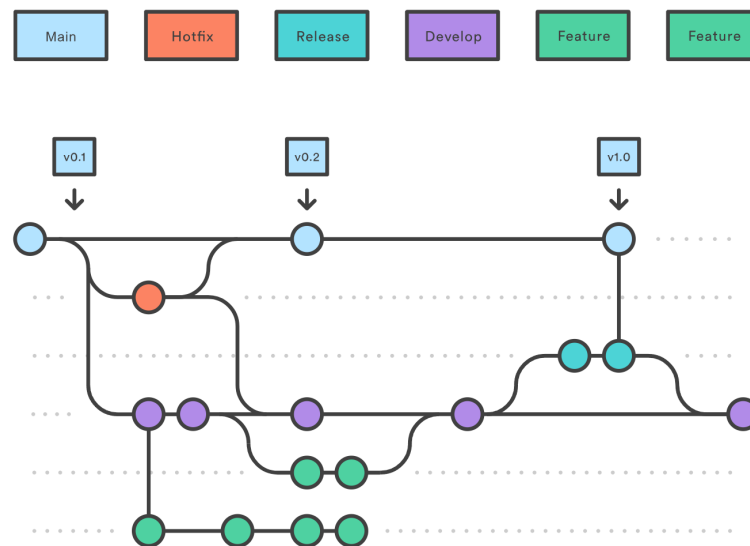 Main
Hotfix
Release
Develop
Feature
Feature
v0.1
v0.2
v1.0